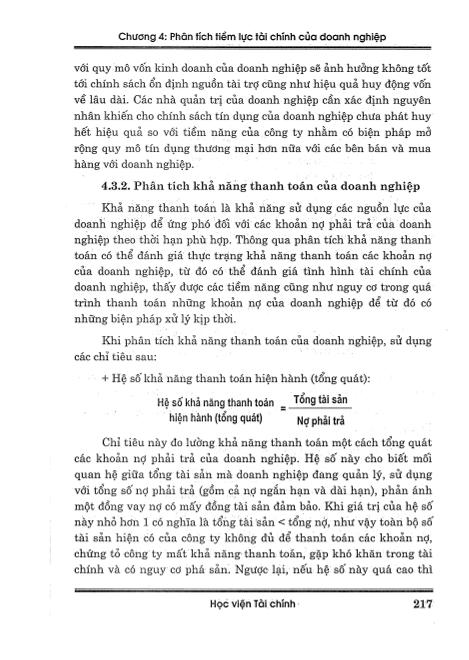 Chương 4: Phân tích tiềm lực tài chính của doanh nghiệp
với quy mô vốn kinh doanh của doanh nghiệp sẽ ảnh hưởng không tốt
tới chính sách ổn định nguồn tài trợ cũng như hiệu quả huy động vốn
về lâu dài. Các nhà quản trị của doanh nghiệp cần xác định nguyên
nhân khiến cho chính sách tín dụng của doanh nghiệp chưa phát huy
hết hiệu quả so với tiềm năng của công ty nhằm có biện pháp mở
rộng quy mô tín dụng thương mại hơn nữa với các bên bán và mua
hàng với doanh nghiệp.
4.3.2. Phân tích khả năng thanh toán của doanh nghiệp
Khả năng thanh toán là khả năng sử dụng các nguồn lực của
doanh nghiệp để ứng phó đối với các khoản nợ phải trả của doanh
nghiệp theo thời hạn phù hợp. Thông qua phân tích khả năng thanh
toán có thể đánh giá thực trạng khả năng thanh toán các khoản nợ
của doanh nghiệp, từ đó có thể đánh giá tình hình tài chính của
doanh nghiệp, thấy được các tiềm năng cũng như nguy cơ trong quá
trình thanh toán những khoản nợ của doanh nghiệp để từ đó có
những biện pháp xử lý kịp thời.
Khi phân tích khả năng thanh toán của doanh nghiệp, sử dụng
các chỉ tiêu sau:
+ Hệ số khả năng thanh toán hiện hành (tổng quát):
Hệ số khả năng thanh toán
hiện hành (tổng quát)
=
Tổng tài sản
Nợ phải trả
Chỉ tiêu này đo lường khả năng thanh toán một cách tổng quát
các khoản nợ phải trả của doanh nghiệp. Hệ số này cho biết mối
quan hệ giữa tổng tài sản mà doanh nghiệp đang quản lý, sử dụng
với tổng số nợ phải trả (gồm cả nợ ngắn hạn và dài hạn), phản ánh
một đồng vay nợ có mấy đồng tài sản đảm bảo. Khi giá trị của hệ số
này nhỏ hơn 1 có nghĩa là tổng tài sản < tổng nợ, như vậy toàn bộ số
tài sản hiện có của công ty không đủ để thanh toán các khoản nợ,
chứng tỏ công ty mất khả năng thanh toán, gặp khó khăn trong tài
chính và có nguy cơ phá sản. Ngược lại, nếu hệ số này quá cao thì
Học viện Tài chính
217